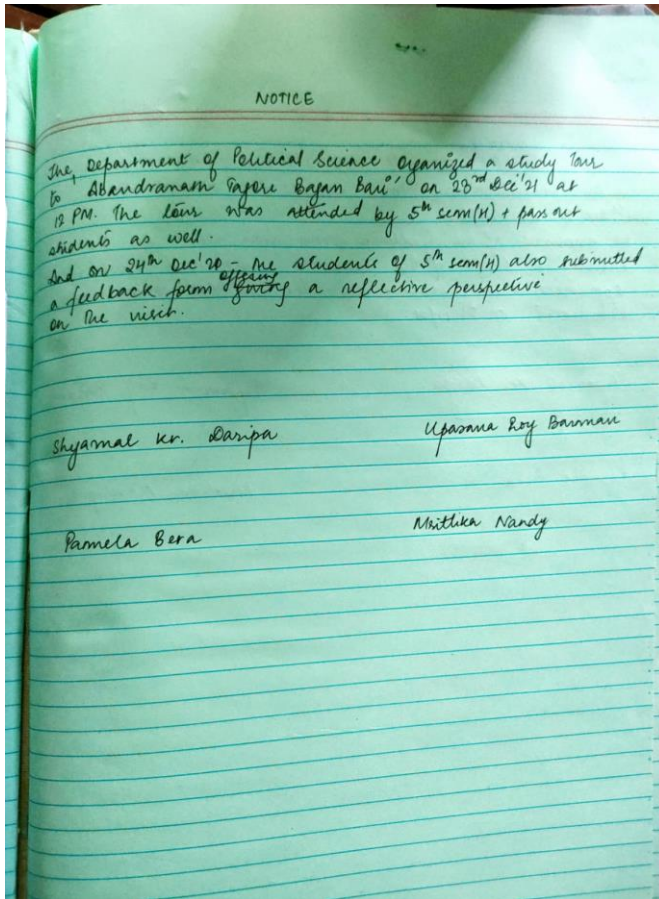 NOTICE
The Department of Political Science organized a study tour
to 'Abandranath Tagore Bagan Bari' on 23rd Dec'21 at
12 PM. The tour was attended by 5th sem(H) + pass out
students as well.
And on 24th Dec'20 - the students of 5th sem(H) also submitted
a feedback form offering a reflective perspective
on the visit.
Shyamal Kr. Daripa
Upasana Roy Barman
Pamela Bera
Mrittika Nandy